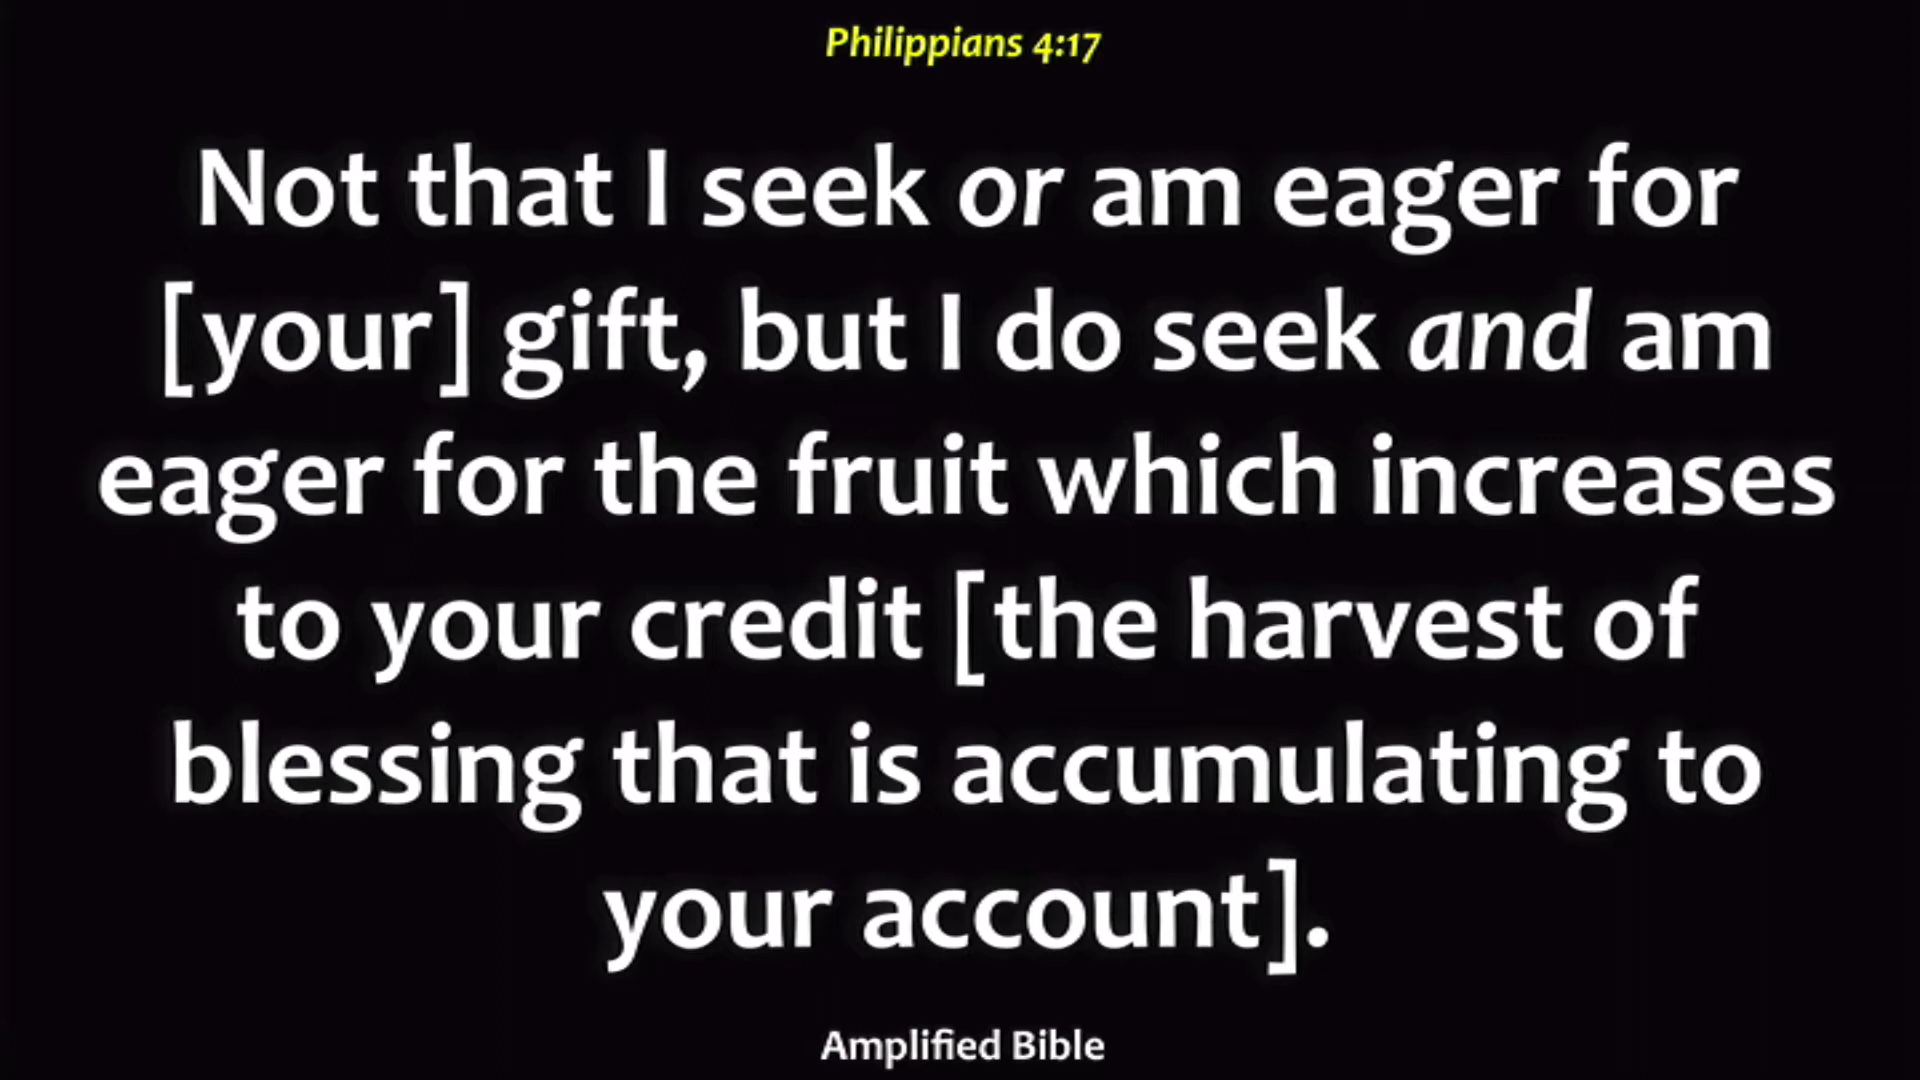 Philippians 4:17
Not that I seek or am eager for
[your] gift, but I do seek and am
eager for the fruit which increases
to your credit [the harvest of
blessing that is accumulating to
your account].
Amplified Bible